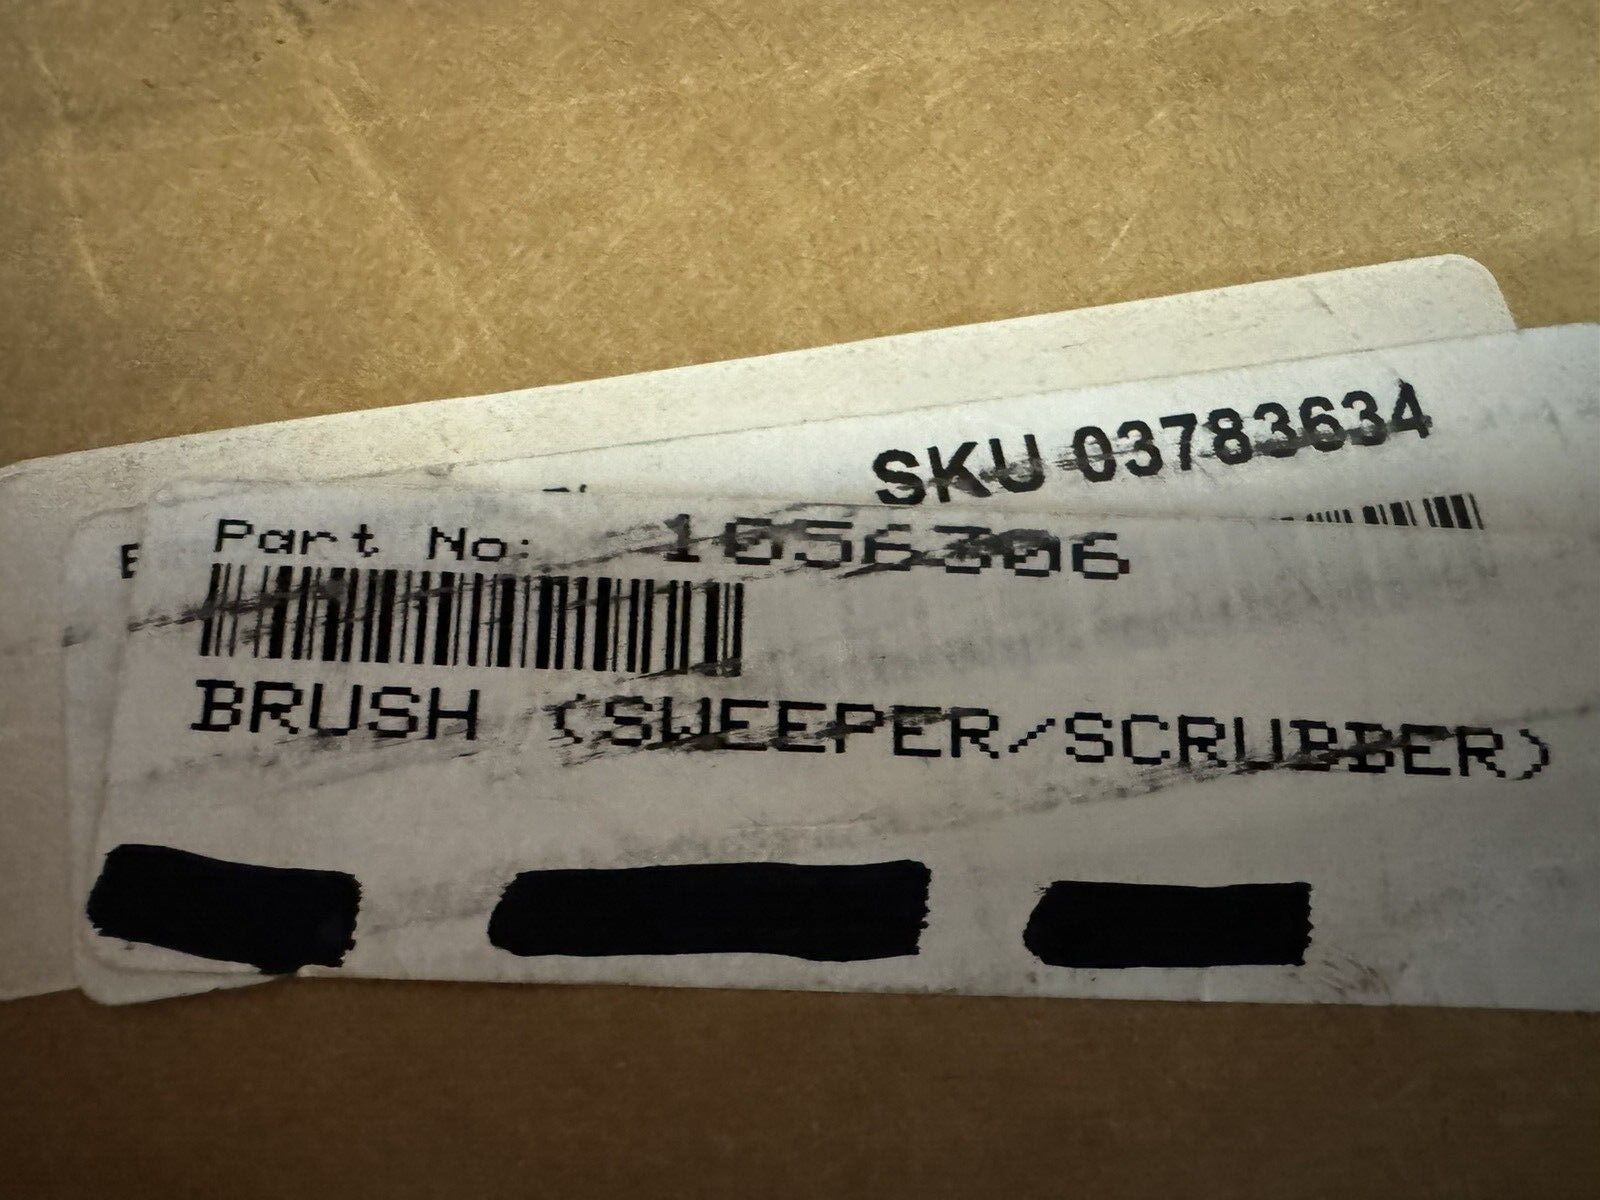 SKU 03783634
Part No: 1056306
BRUSH (SWEEPER/SCRUBBER)